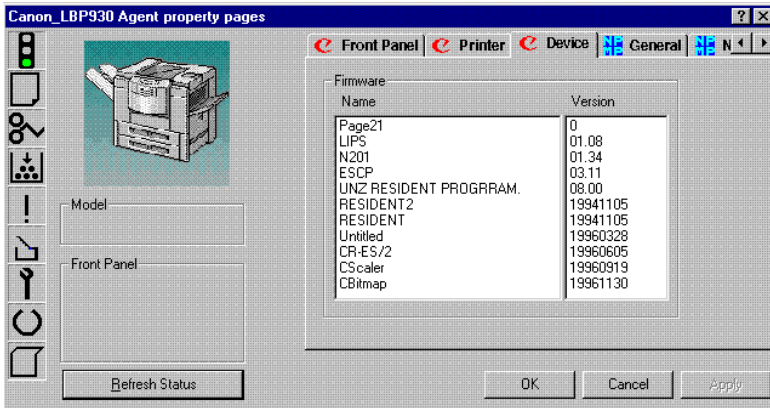 Canon_LBP930 Agent property pages
Front Panel Printer Device General N
Firmware
Name Version
Page21 0
LIPS 01.08
N201 01.34
ESCP 03.11
UNZ RESIDENT PROGRRAM. 08.00
RESIDENT2 19941105
RESIDENT 19941105
Untitled 19960328
CR-ES/2 19960605
CScaler 19960919
CBitmap 19961130
Model
Front Panel
Refresh Status
OK Cancel Apply